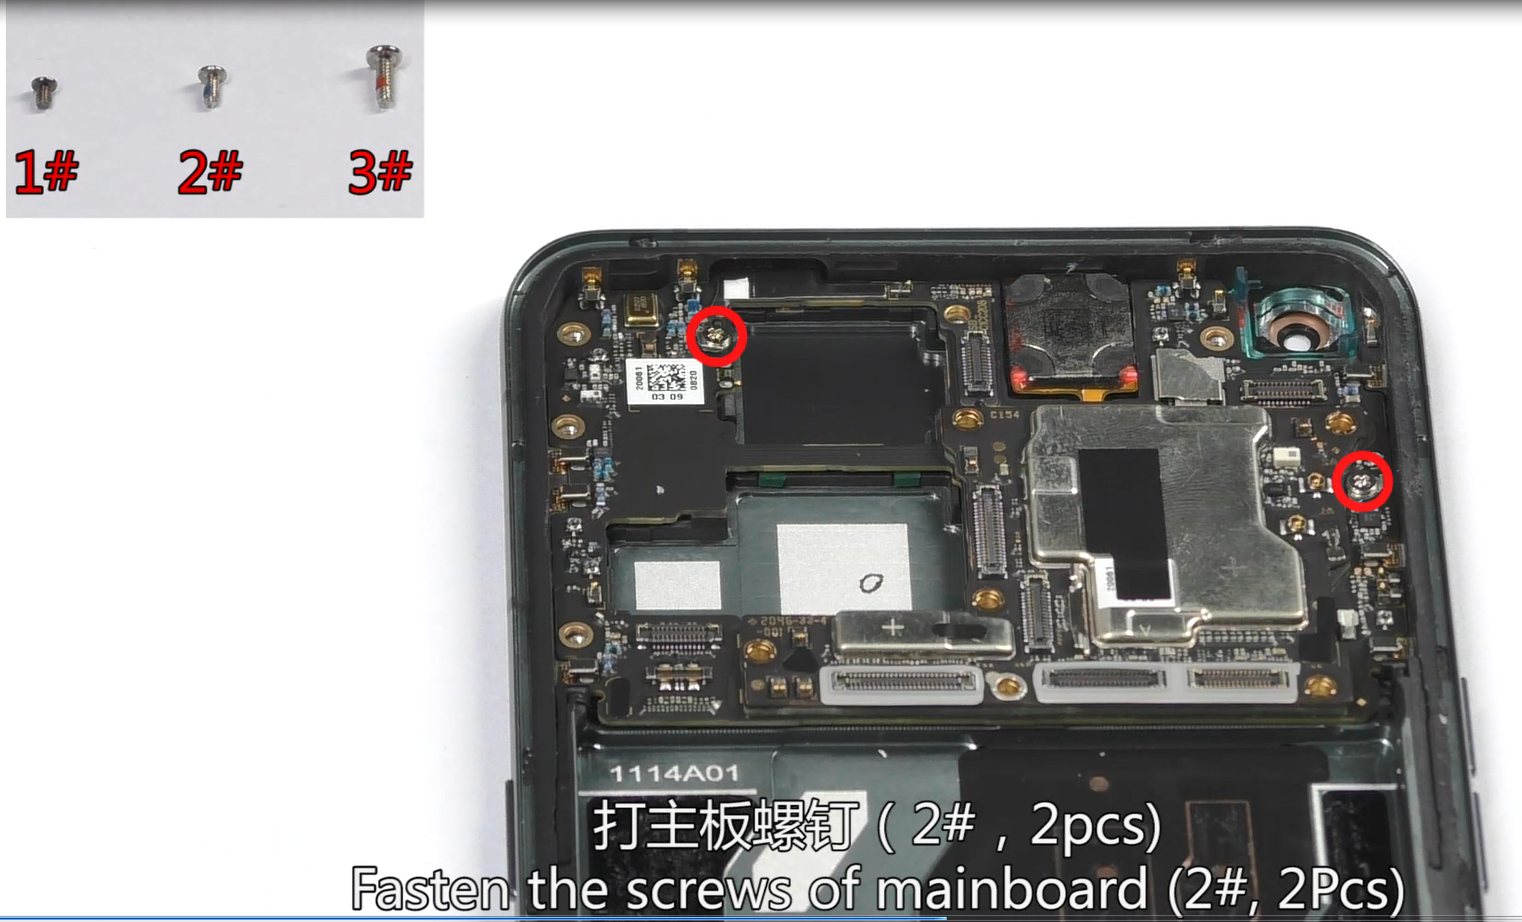 1# 2# 3#
20061
0820
03 09
C154
20061
1114A01
打主板螺钉（2#，2pcs)
Fasten the screws of mainboard (2#, 2Pcs)